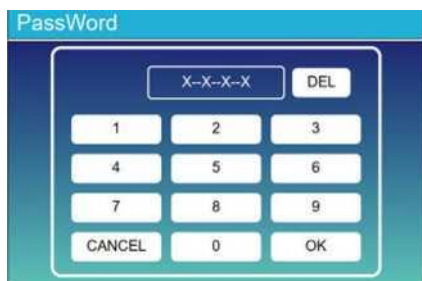 PassWord
X--X--X--X DEL
1 2 3
4 5 6
7 8 9
CANCEL 0 OK